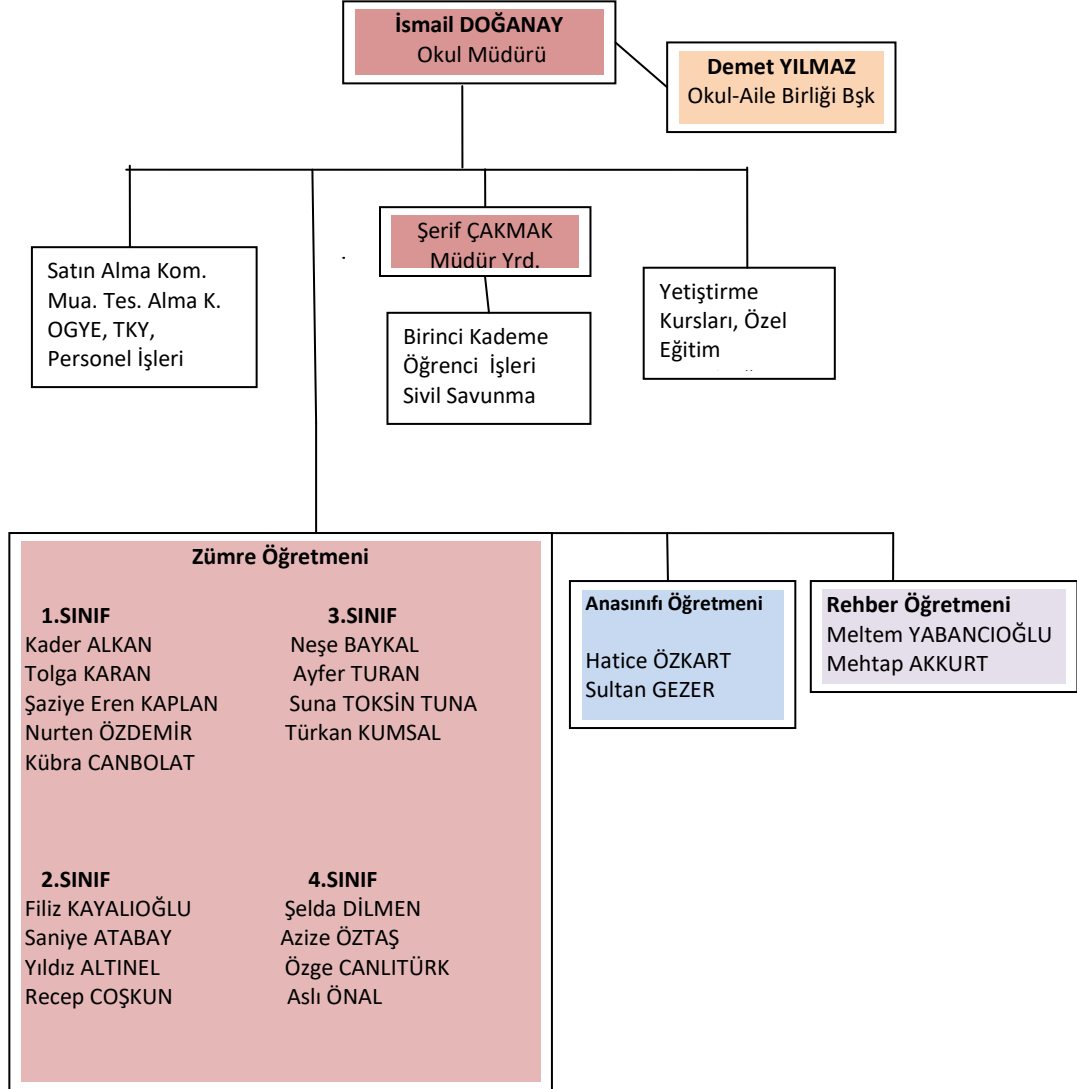 İsmail DOĞANAY
Okul Müdürü
Demet YILMAZ
Okul-Aile Birliği Bşk
Satın Alma Kom.
Mua. Tes. Alma K.
OGYE, TKY,
Personel İşleri
.
Şerif ÇAKMAK
Müdür Yrd.
Birinci Kademe
Öğrenci İşleri
Sivil Savunma
Yetiştirme
Kursları, Özel
Eğitim
Zümre Öğretmeni
1.SINIF
Kader ALKAN
Tolga KARAN
Şaziye Eren KAPLAN
Nurten ÖZDEMİR
Kübra CANBOLAT
3.SINIF
Neşe BAYKAL
Ayfer TURAN
Suna TOKSİN TUNA
Türkan KUMSAL
2.SINIF
Filiz KAYALIOĞLU
Saniye ATABAY
Yıldız ALTINEL
Recep COŞKUN
4.SINIF
Şelda DİLMEN
Azize ÖZTAŞ
Özge CANLITÜRK
Aslı ÖNAL
Anasınıfı Öğretmeni
Hatice ÖZKART
Sultan GEZER
Rehber Öğretmeni
Meltem YABANCIOĞLU
Mehtap AKKURT